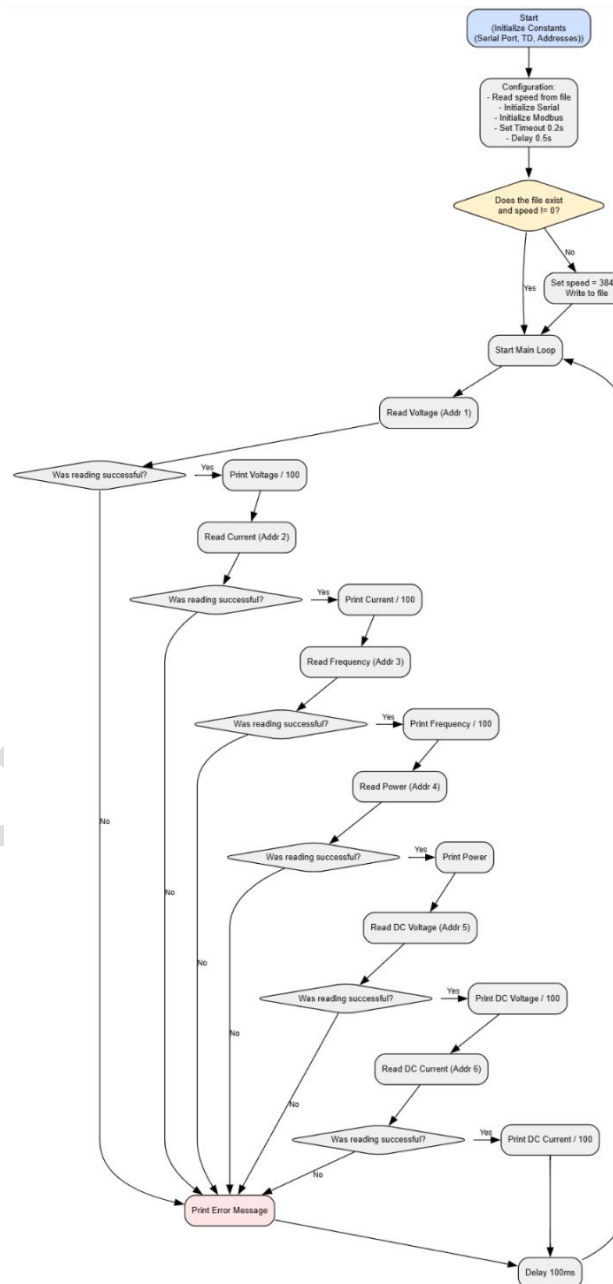 Start
(Initialize Constants
(Serial Port, TD, Addresses))
Configuration:
- Read speed from file
- Initialize Serial
- Initialize Modbus
- Set Timeout 0.2s
- Delay 0.5s
Does the file exist
and speed != 0?
No
Yes
Set speed = 384
Write to file
Start Main Loop
Read Voltage (Addr 1)
Was reading successful?
Yes
Print Voltage / 100
Read Current (Addr 2)
Was reading successful?
Yes
Print Current / 100
Read Frequency (Addr 3)
Was reading successful?
Yes
Print Frequency / 100
Read Power (Addr 4)
No
Was reading successful?
Yes
Print Power
Read DC Voltage (Addr 5)
No
No
No
Was reading successful?
Yes
Print DC Voltage / 100
Read DC Current (Addr 6)
No
Was reading successful?
Yes
Print DC Current / 100
No
Print Error Message
Delay 100ms